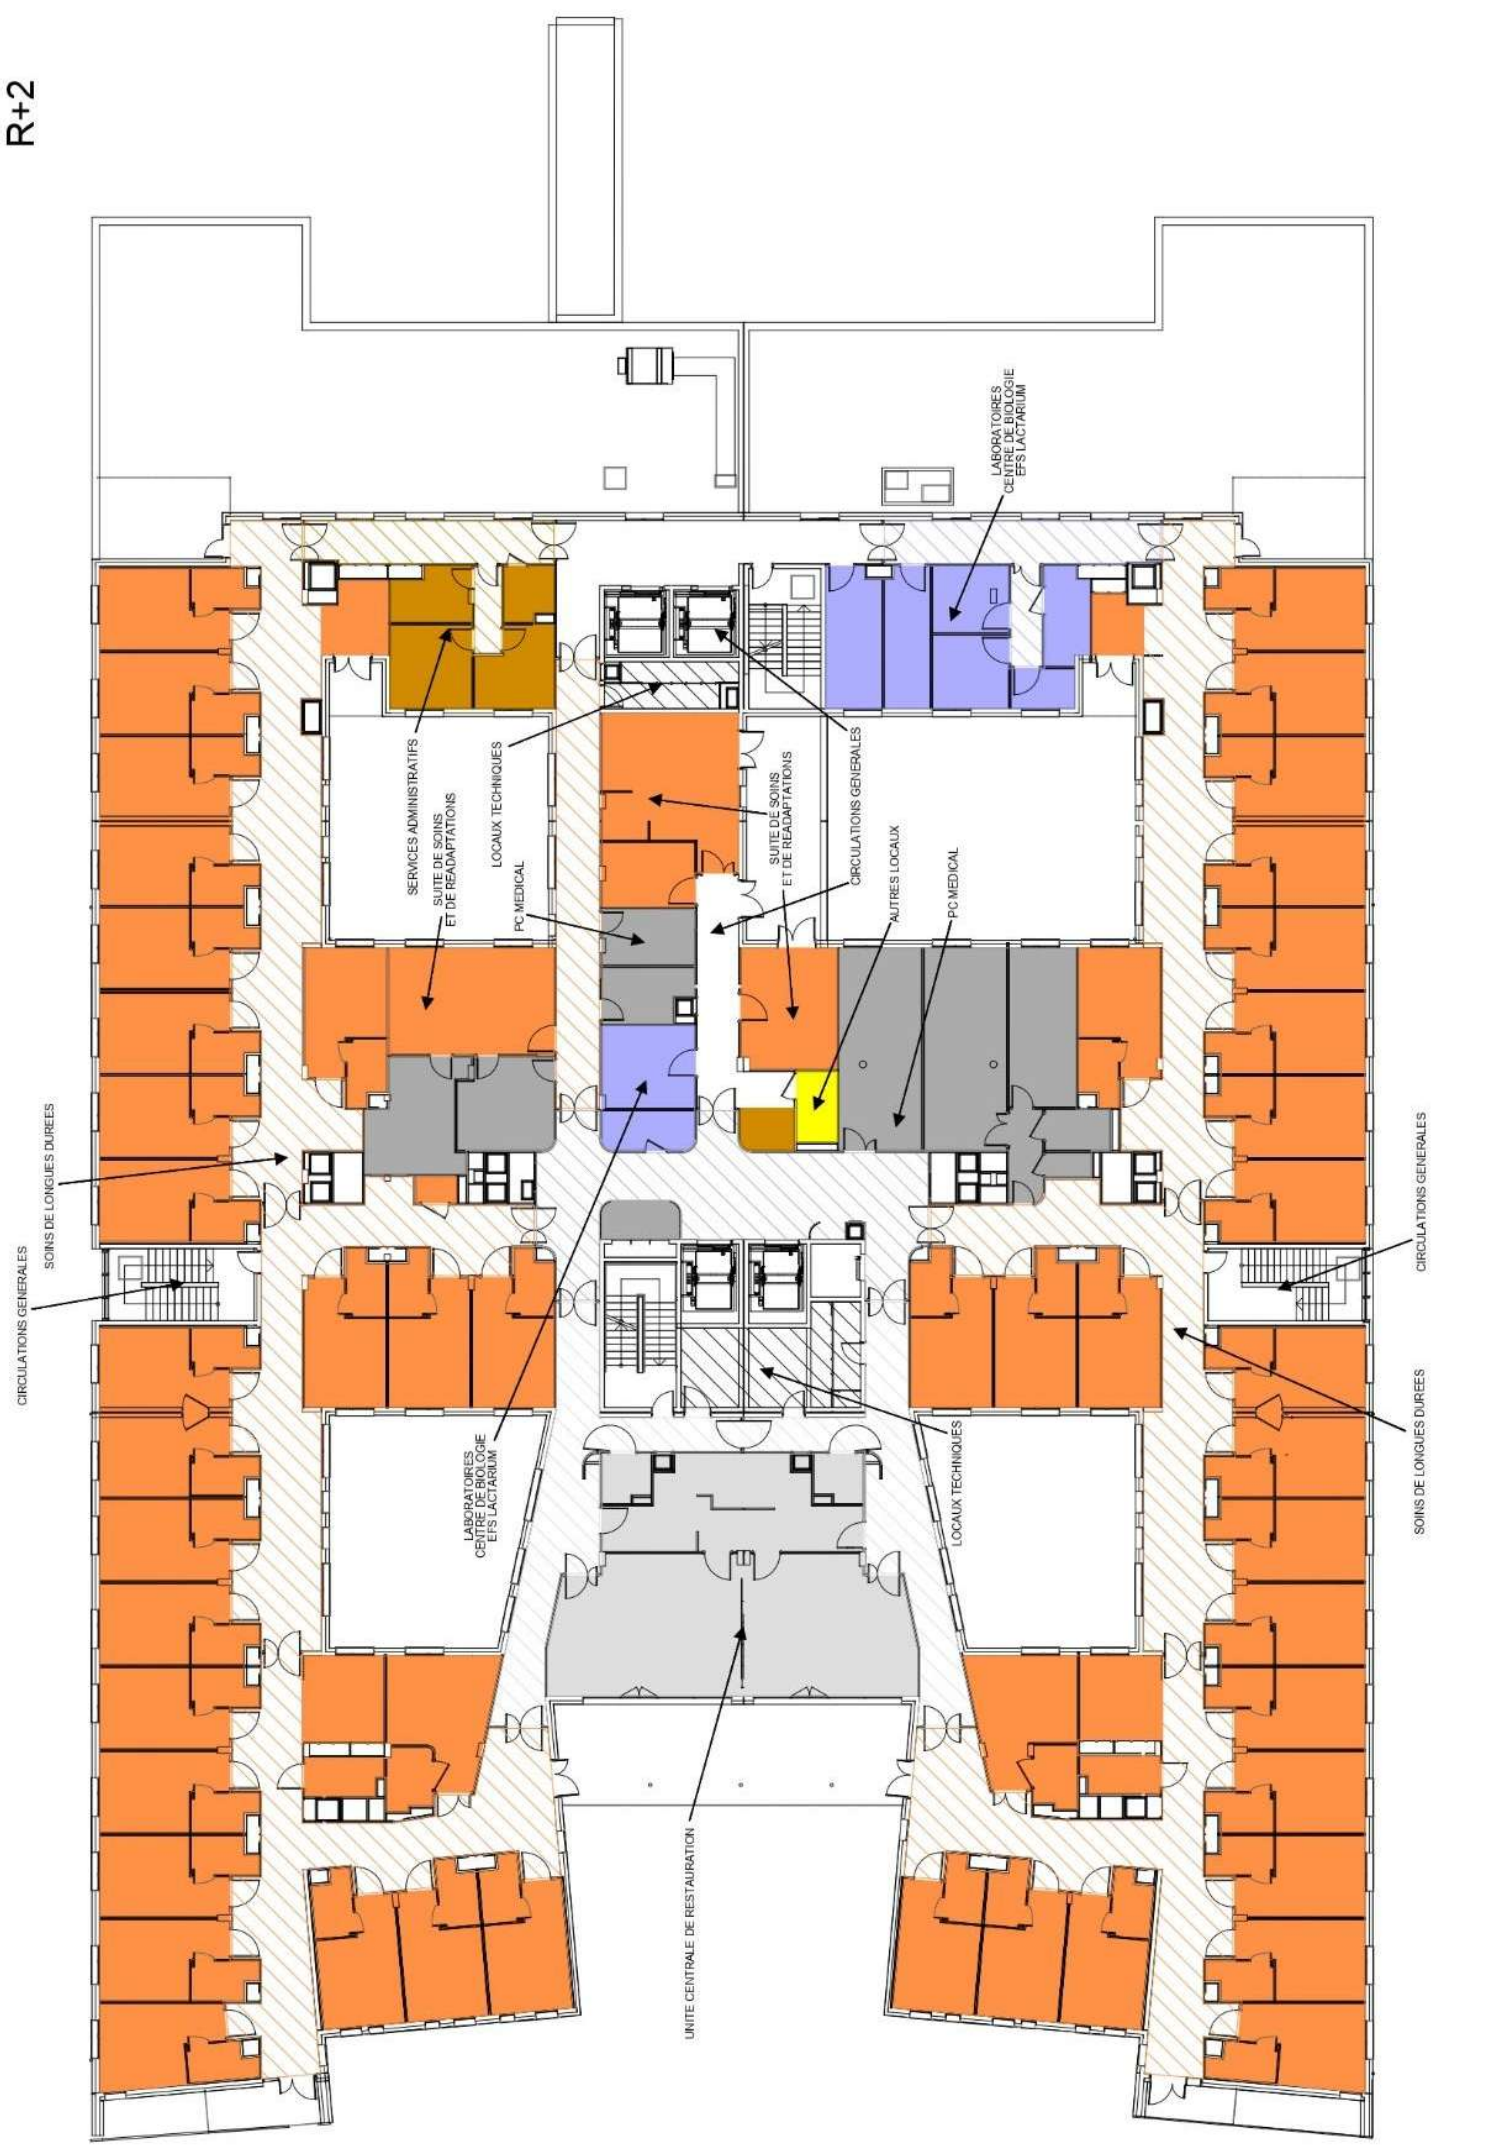 R+2
LABORATOIRES
CENTRE DE BIOLOGIE
EFS LACTARIUM
SERVICES ADMINISTRATIFS
SUITE DE SOINS
ET DE READAPTATIONS
LOCAUX TECHNIQUES
PC MEDICAL
SUITE DE SOINS
ET DE READAPTATIONS
CIRCULATIONS GENERALES
AUTRES LOCAUX
PC MEDICAL
SOINS DE LONGUES DUREES
CIRCULATIONS GENERALES
CIRCULATIONS GENERALES
SOINS DE LONGUES DUREES
LABORATOIRES
CENTRE DE BIOLOGIE
EFS LACTARIUM
LOCAUX TECHNIQUES
UNITE CENTRALE DE RESTAURATION